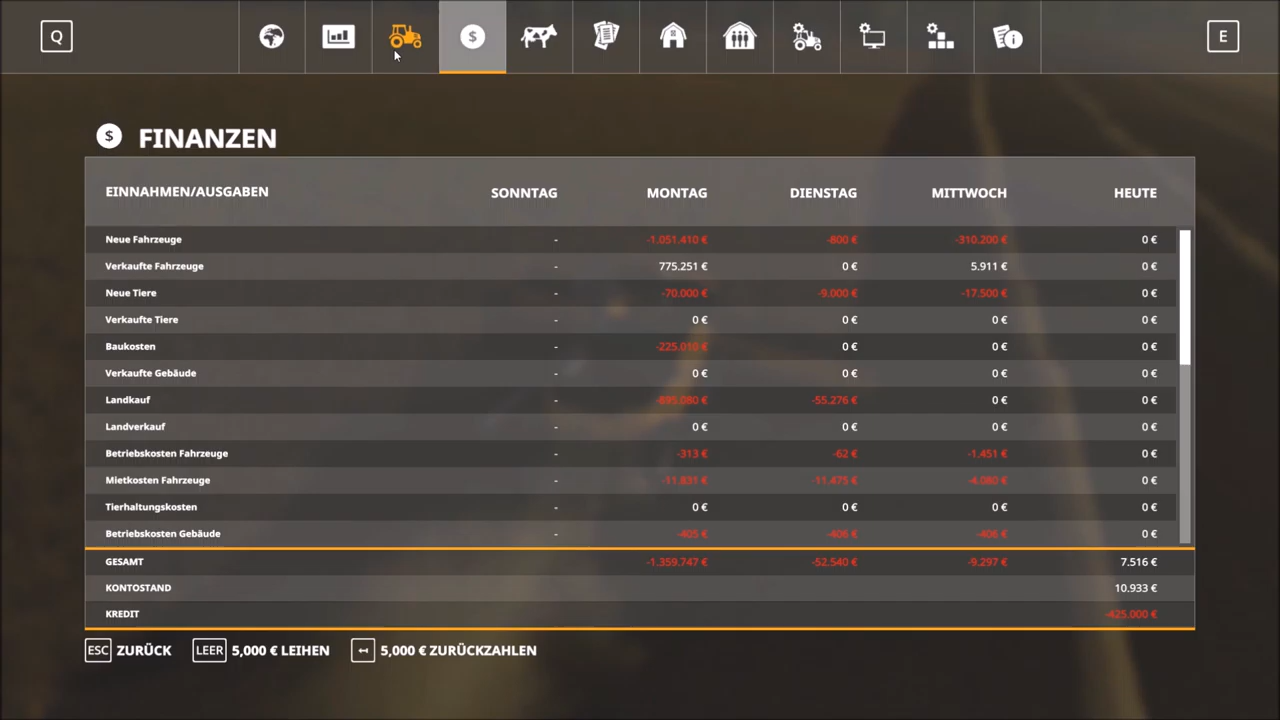 Q E
FINANZEN
EINNAHMEN/AUSGABEN SONNTAG MONTAG DIENSTAG MITTWOCH HEUTE
Neue Fahrzeuge - -1.051.410 € -800 € -310.200 € 0 €
Verkaufte Fahrzeuge - 775.251 € 0 € 5.911 € 0 €
Neue Tiere - -70.000 € -9.000 € -17.500 € 0 €
Verkaufte Tiere - 0 € 0 € 0 € 0 €
Baukosten - -225.010 € 0 € 0 € 0 €
Verkaufte Gebäude - 0 € 0 € 0 € 0 €
Landkauf - -895.080 € -55.276 € 0 € 0 €
Landverkauf - 0 € 0 € 0 € 0 €
Betriebskosten Fahrzeuge - -313 € -62 € -1.451 € 0 €
Mietkosten Fahrzeuge - -11.831 € -11.475 € -4.080 € 0 €
Tierhaltungskosten - 0 € 0 € 0 € 0 €
Betriebskosten Gebäude - -405 € -406 € -406 € 0 €
GESAMT -1.359.747 € -52.540 € -9.297 € 7.516 €
KONTOSTAND 10.933 €
KREDIT -425.000 €
ESC ZURÜCK LEER 5,000 € LEIHEN 5,000 € ZURÜCKZAHLEN